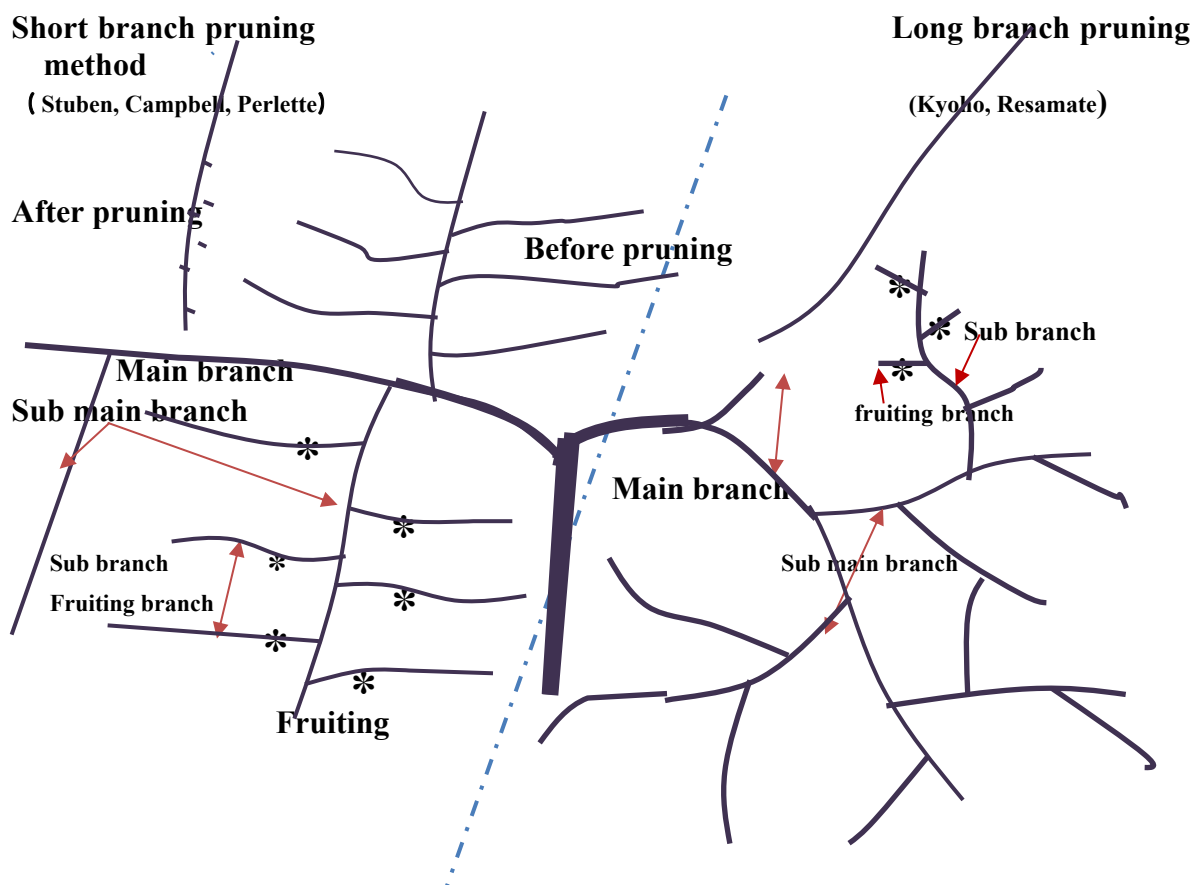 Short branch pruning
method
( Stuben, Campbell, Perlette)
After pruning
Before pruning
Main branch
Sub main branch
*
*
Sub branch
*
Fruiting branch
*
*
*
Fruiting
Long branch pruning
(Kyoho, Resamate)
*
*
Sub branch
*
fruiting branch
Main branch
Sub main branch